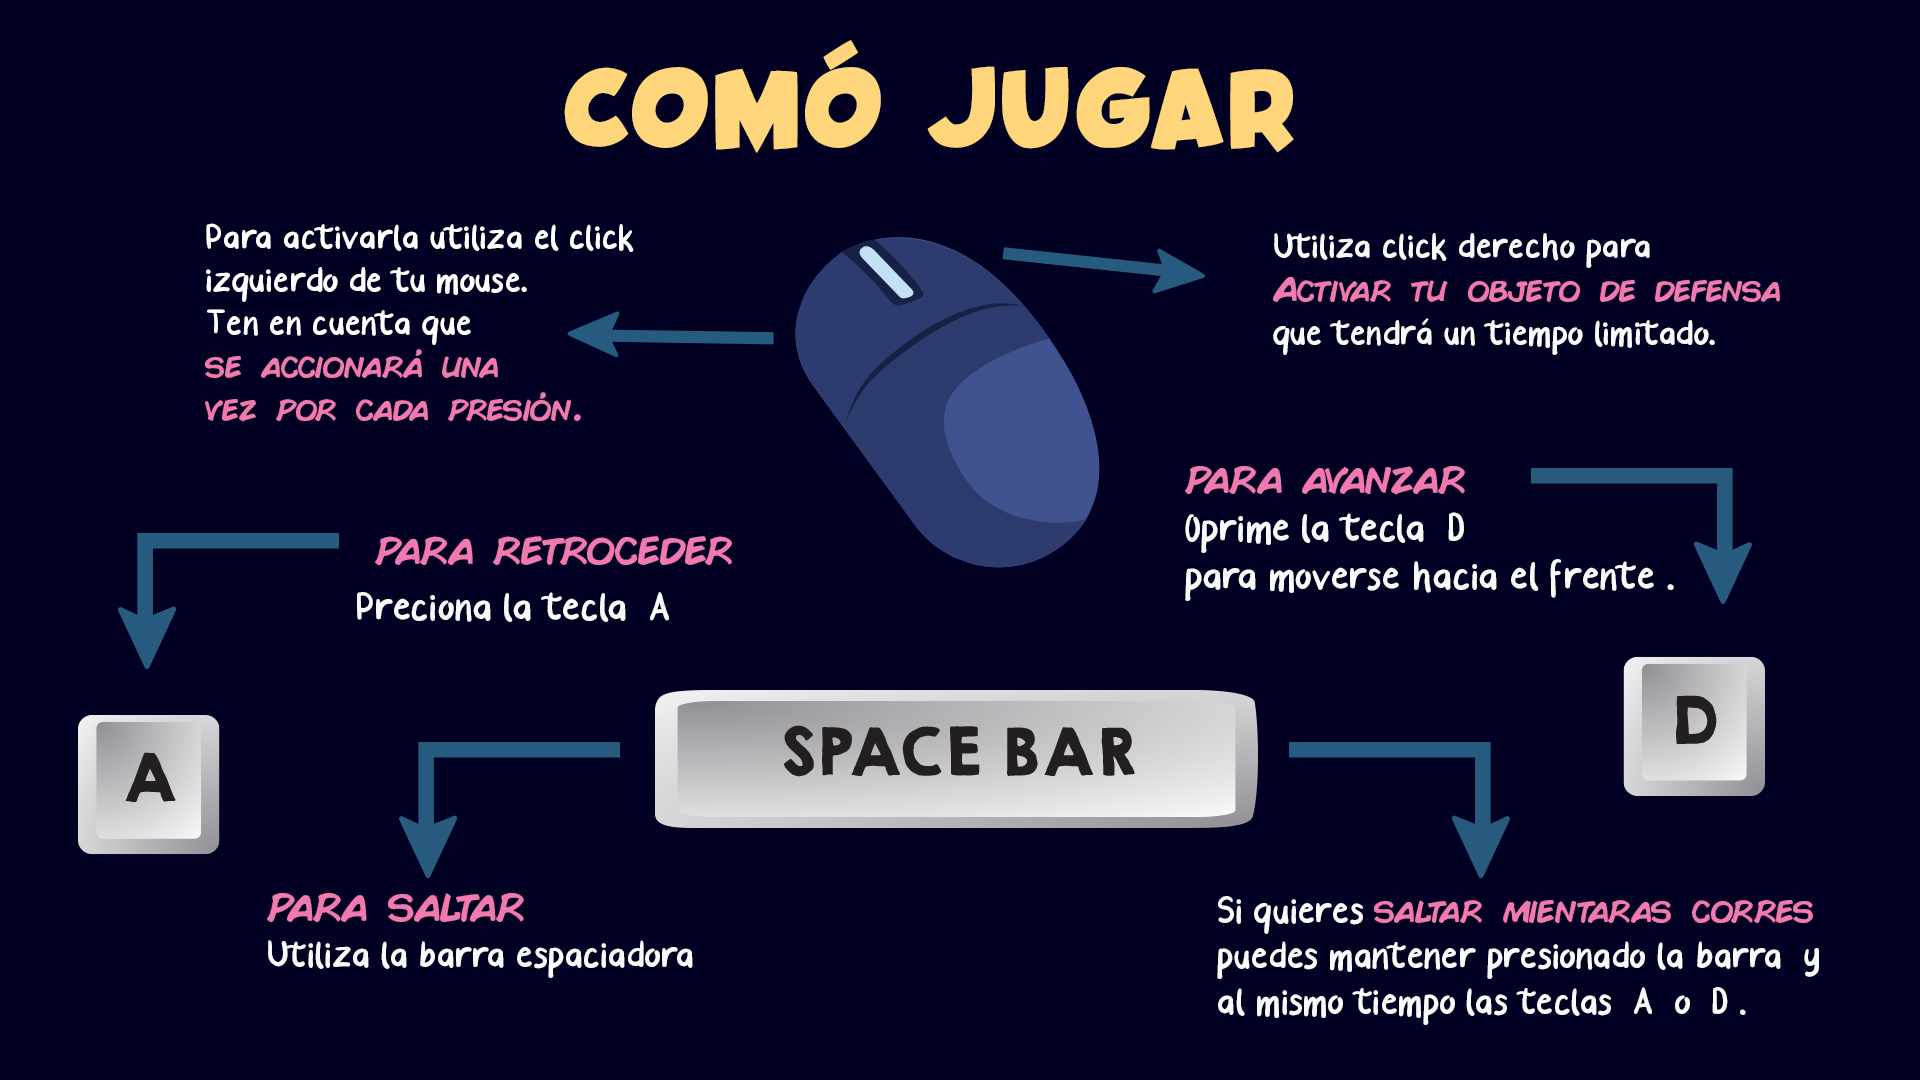 COMÓ JUGAR
Para activarla utiliza el click
izquierdo de tu mouse.
Ten en cuenta que
SE ACCIONARÁ UNA
VEZ POR CADA PRESIÓN.
Utiliza click derecho para
ACTIVAR TU OBJETO DE DEFENSA
que tendrá un tiempo limitado.
PARA RETROCEDER
Preciona la tecla A
PARA AVANZAR
Oprime la tecla D
para moverse hacia el frente .
A
SPACE BAR
D
PARA SALTAR
Utiliza la barra espaciadora
Si quieres SALTAR MIENTARAS CORRES
puedes mantener presionado la barra y
al mismo tiempo las teclas A o D .